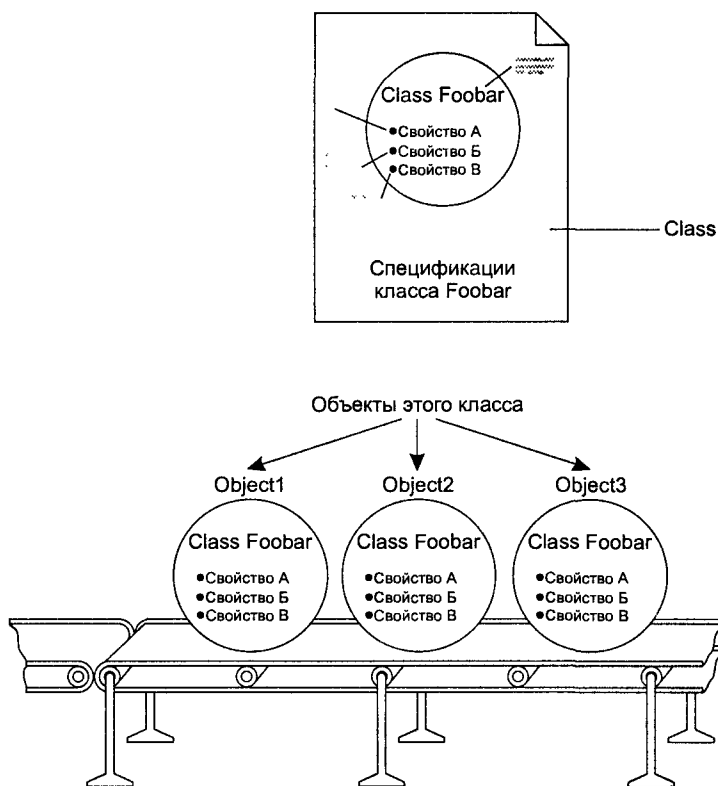 Class Foobar
•Свойство А
•Свойство Б
•Свойство В
Class
Спецификации
класса Foobar
Объекты этого класса
Object1
Object2
Object3
Class Foobar
•Свойство А
•Свойство Б
•Свойство В
Class Foobar
•Свойство А
•Свойство Б
•Свойство В
Class Foobar
•Свойство А
•Свойство Б
•Свойство В